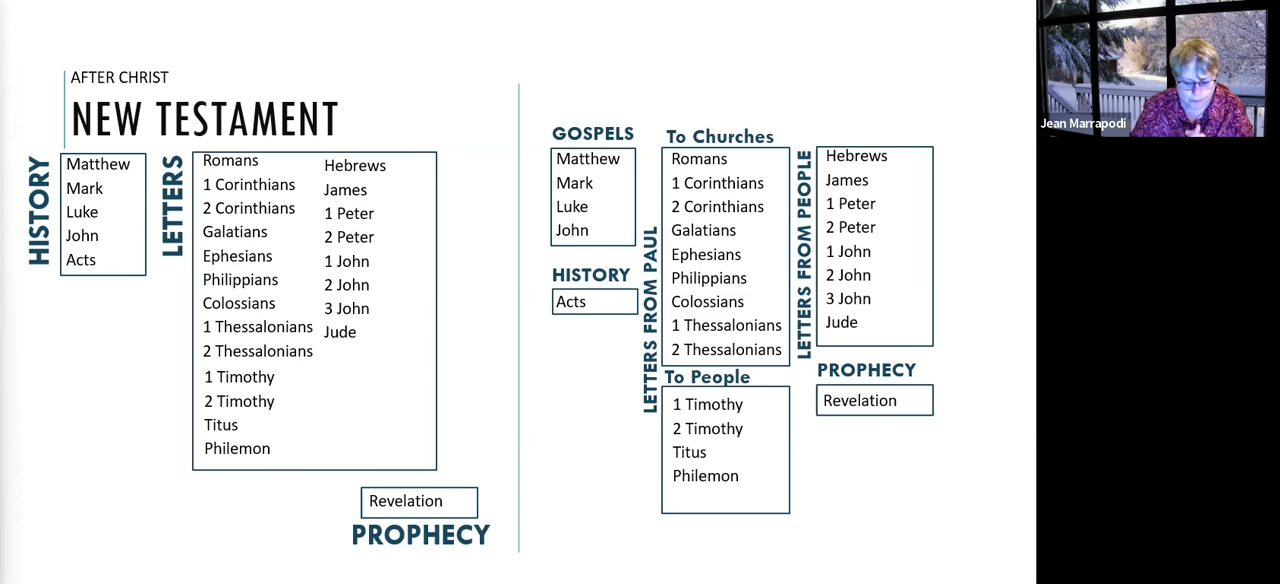 AFTER CHRIST
NEW TESTAMENT
HISTORY
Matthew
Mark
Luke
John
Acts
LETTERS
Romans
1 Corinthians
2 Corinthians
Galatians
Ephesians
Philippians
Colossians
1 Thessalonians
2 Thessalonians
1 Timothy
2 Timothy
Titus
Philemon
Hebrews
James
1 Peter
2 Peter
1 John
2 John
3 John
Jude
Revelation
PROPHECY
GOSPELS
Matthew
Mark
Luke
John
HISTORY
Acts
LETTERS FROM PAUL
To Churches
Romans
1 Corinthians
2 Corinthians
Galatians
Ephesians
Philippians
Colossians
1 Thessalonians
2 Thessalonians
To People
1 Timothy
2 Timothy
Titus
Philemon
LETTERS FROM PEOPLE
Hebrews
James
1 Peter
2 Peter
1 John
2 John
3 John
Jude
PROPHECY
Revelation
Jean Marrapodi